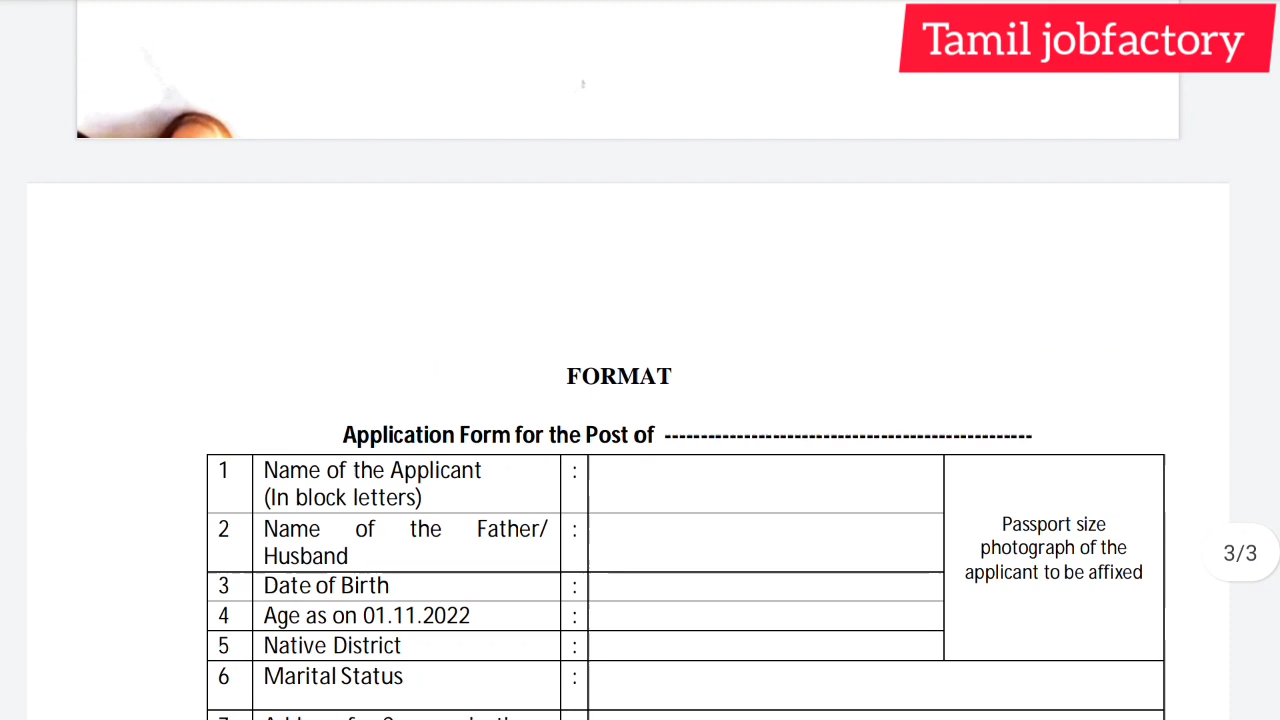 Tamil jobfactory
FORMAT
Application Form for the Post of ---------------------------------------------------
1 Name of the Applicant :
(In block letters)
2 Name of the Father/ :
Husband
Passport size
photograph of the
applicant to be affixed
3 Date of Birth :
4 Age as on 01.11.2022 :
5 Native District :
6 Marital Status :
3/3